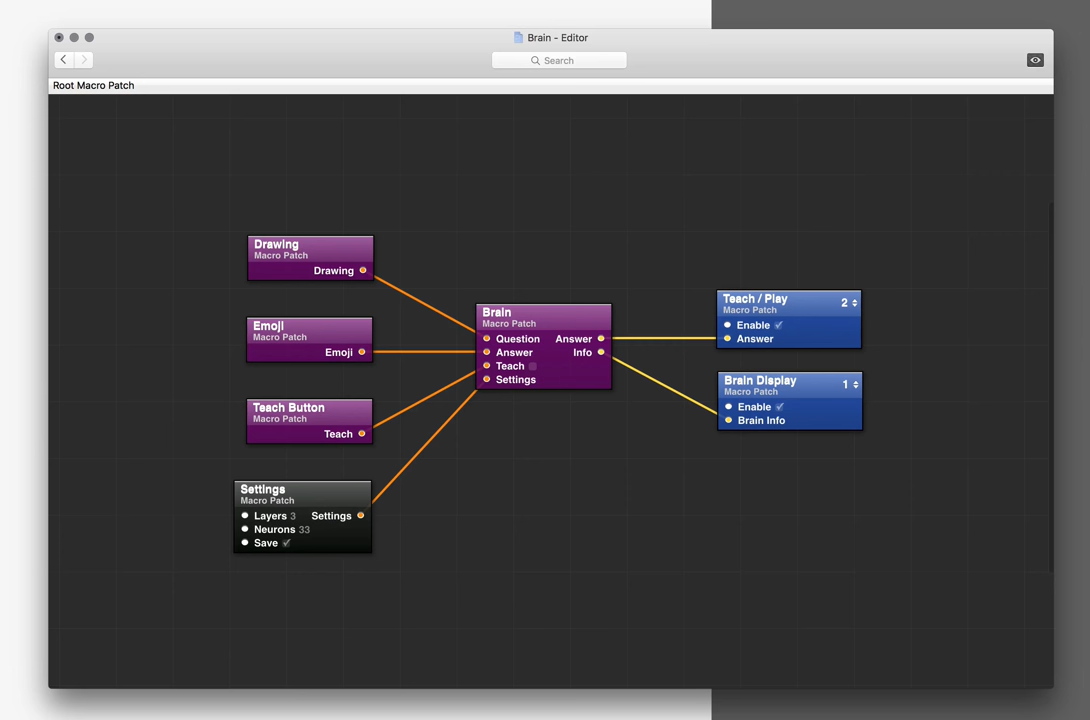 Brain - Editor
Search
Root Macro Patch
Drawing
Macro Patch
Drawing
Emoji
Macro Patch
Emoji
Teach Button
Macro Patch
Teach
Settings
Macro Patch
Layers 3 Settings
Neurons 33
Save
Brain
Macro Patch
Question Answer
Answer Info
Teach
Settings
Teach / Play 2
Macro Patch
Enable
Answer
Brain Display 1
Macro Patch
Enable
Brain Info